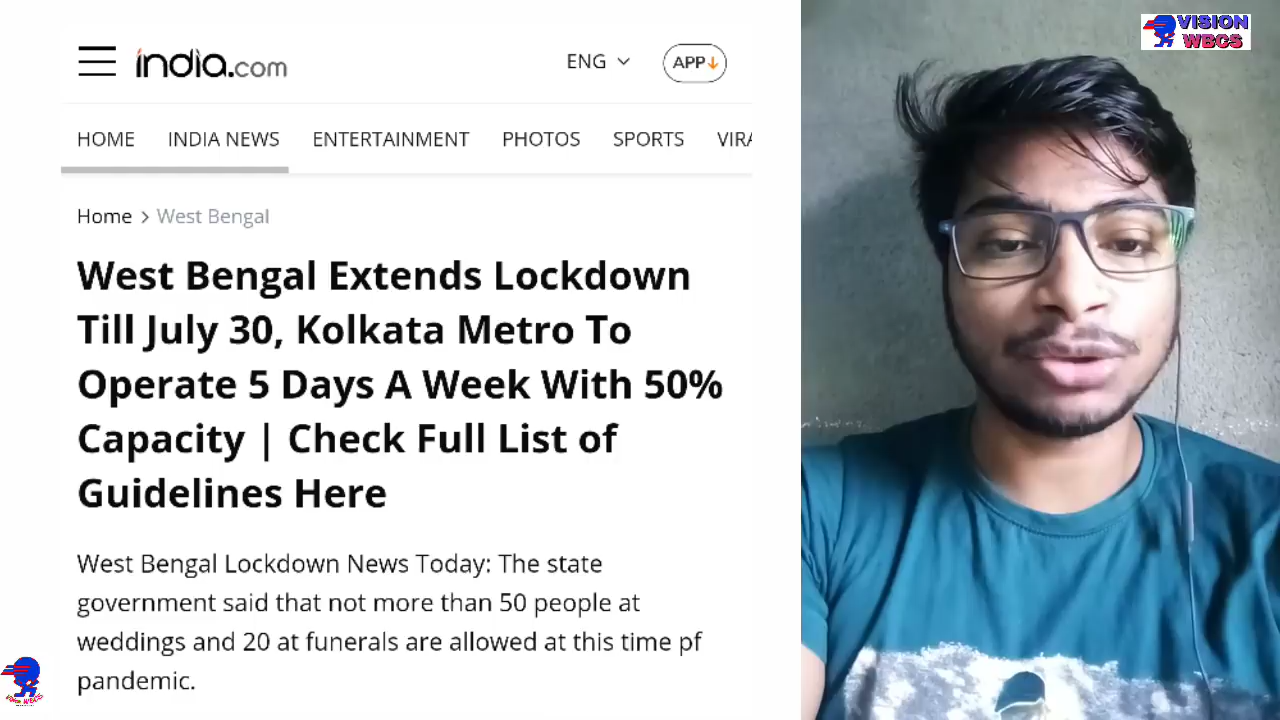 india.com
ENG
APP
HOME INDIA NEWS ENTERTAINMENT PHOTOS SPORTS VIRA
Home > West Bengal
West Bengal Extends Lockdown
Till July 30, Kolkata Metro To
Operate 5 Days A Week With 50%
Capacity | Check Full List of
Guidelines Here
West Bengal Lockdown News Today: The state
government said that not more than 50 people at
weddings and 20 at funerals are allowed at this time pf
pandemic.
VISION
WBCS
Vision WBCS